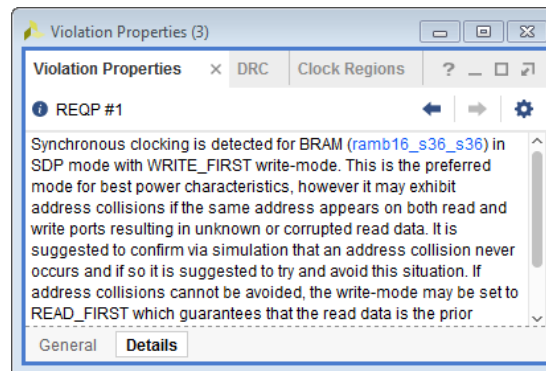 Violation Properties (3)
Violation Properties × DRC Clock Regions ?
REQP #1
Synchronous clocking is detected for BRAM (ramb16_s36_s36) in
SDP mode with WRITE_FIRST write-mode. This is the preferred
mode for best power characteristics, however it may exhibit
address collisions if the same address appears on both read and
write ports resulting in unknown or corrupted read data. It is
suggested to confirm via simulation that an address collision never
occurs and if so it is suggested to try and avoid this situation. If
address collisions cannot be avoided, the write-mode may be set to
READ_FIRST which guarantees that the read data is the prior
General Details